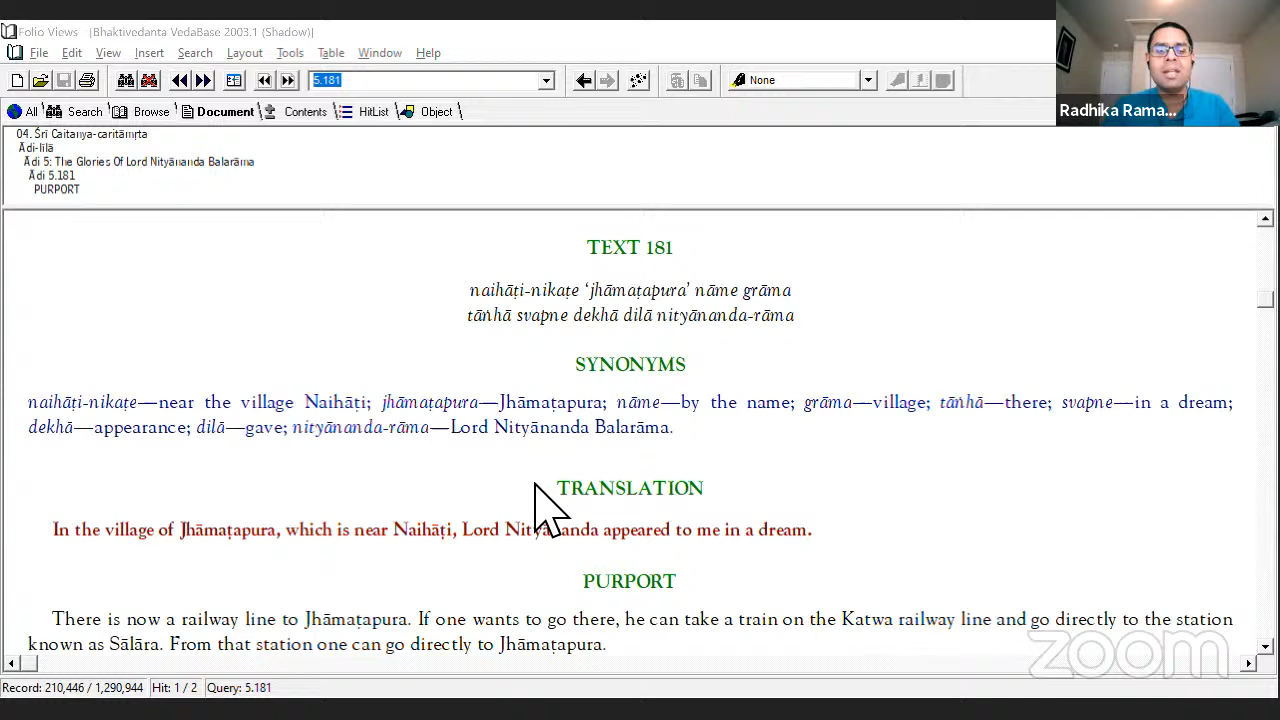 Folio Views - [Bhaktivedanta VedaBase 2003.1 (Shadow)]
File Edit View Insert Search Layout Tools Table Window Help
5.181 None
All Search Browse Document Contents HitList Object
Radhika Rama...
04. Śrī Caitanya-caritāmṛta
Ādi-līlā
Ādi 5: The Glories Of Lord Nityānanda Balarāma
Ādi 5.181
PURPORT
TEXT 181
naihāṭi-nikaṭe ‘jhāmaṭapura’ nāme grāma
tāṅhā svapne dekhā dilā nityānanda-rāma
SYNONYMS
naihāṭi-nikaṭe—near the village Naihāṭi; jhāmaṭapura—Jhāmaṭapura; nāme—by the name; grāma—village; tāṅhā—there; svapne—in a dream;
dekhā—appearance; dilā—gave; nityānanda-rāma—Lord Nityānanda Balarāma.
TRANSLATION
In the village of Jhāmaṭapura, which is near Naihāṭi, Lord Nityānanda appeared to me in a dream.
PURPORT
There is now a railway line to Jhāmaṭapura. If one wants to go there, he can take a train on the Katwa railway line and go directly to the station
known as Sālāra. From that station one can go directly to Jhāmaṭapura.
zoom
Record: 210,446 / 1,290,944 Hit: 1 / 2 Query: 5.181